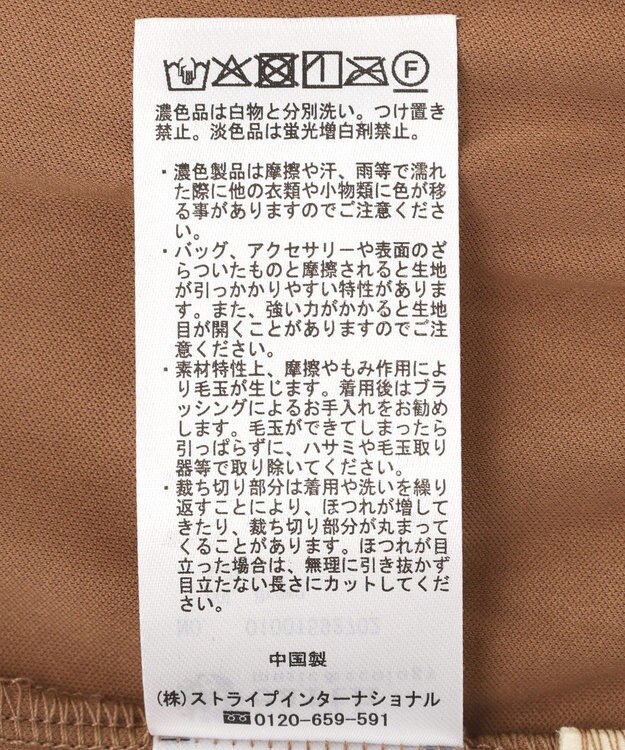 F
濃色品は白物と分別洗い。つけ置き
禁止。淡色品は蛍光増白剤禁止。
・濃色製品は摩擦や汗、雨等で濡れ
た際に他の衣類や小物類に色が移
る事がありますのでご注意くださ
い。
・バッグ、アクセサリーや表面のざ
らついたものと摩擦されると生地
が引っかかりやすい特性がありま
す。また、強い力がかかると生地
目が開くことがありますのでご注
意ください。
・素材特性上、摩擦やもみ作用によ
り毛玉が生じます。着用後はブラ
ッシングによるお手入れをお勧め
します。毛玉ができてしまったら
引っぱらずに、ハサミや毛玉取り
器等で取り除いてください。
・裁ち切り部分は着用や洗いを繰り
返すことにより、ほつれが増して
きたり、裁ち切り部分が丸まって
くることがあります。ほつれが目
立った場合は、無理に引き抜かず
目立たない長さにカットしてくだ
さい。
中国製
(株)ストライプインターナショナル
0120-659-591